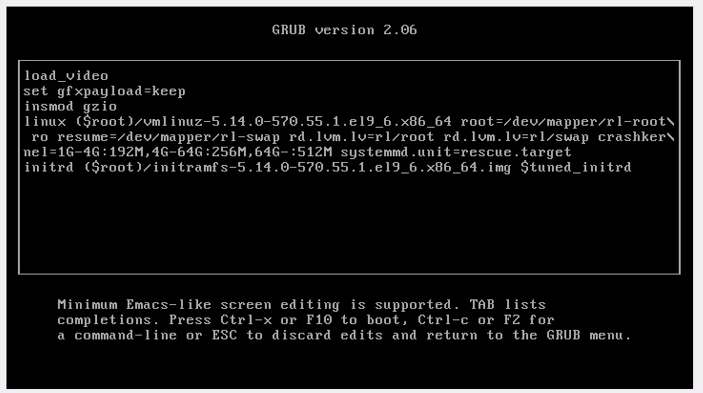 GRUB version 2.06
load_video
set gfxpayload=keep
insmod gzio
linux ($root)/vmlinuz-5.14.0-570.55.1.el9_6.x86_64 root=/dev/mapper/rl-root\
ro resume=/dev/mapper/rl-swap rd.lvm.lv=rl/root rd.lvm.lv=rl/swap crashker\
nel=1G-4G:192M,4G-64G:256M,64G-:512M systemmd.unit=rescue.target
initrd ($root)/initramfs-5.14.0-570.55.1.el9_6.x86_64.img $tuned_initrd
Minimum Emacs-like screen editing is supported. TAB lists
completions. Press Ctrl-x or F10 to boot, Ctrl-c or F2 for
a command-line or ESC to discard edits and return to the GRUB menu.